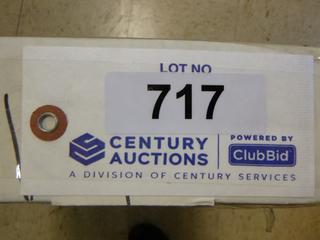 LOT NO
717
CENTURY
AUCTIONS
POWERED BY
ClubBid
A DIVISION OF CENTURY SERVICES